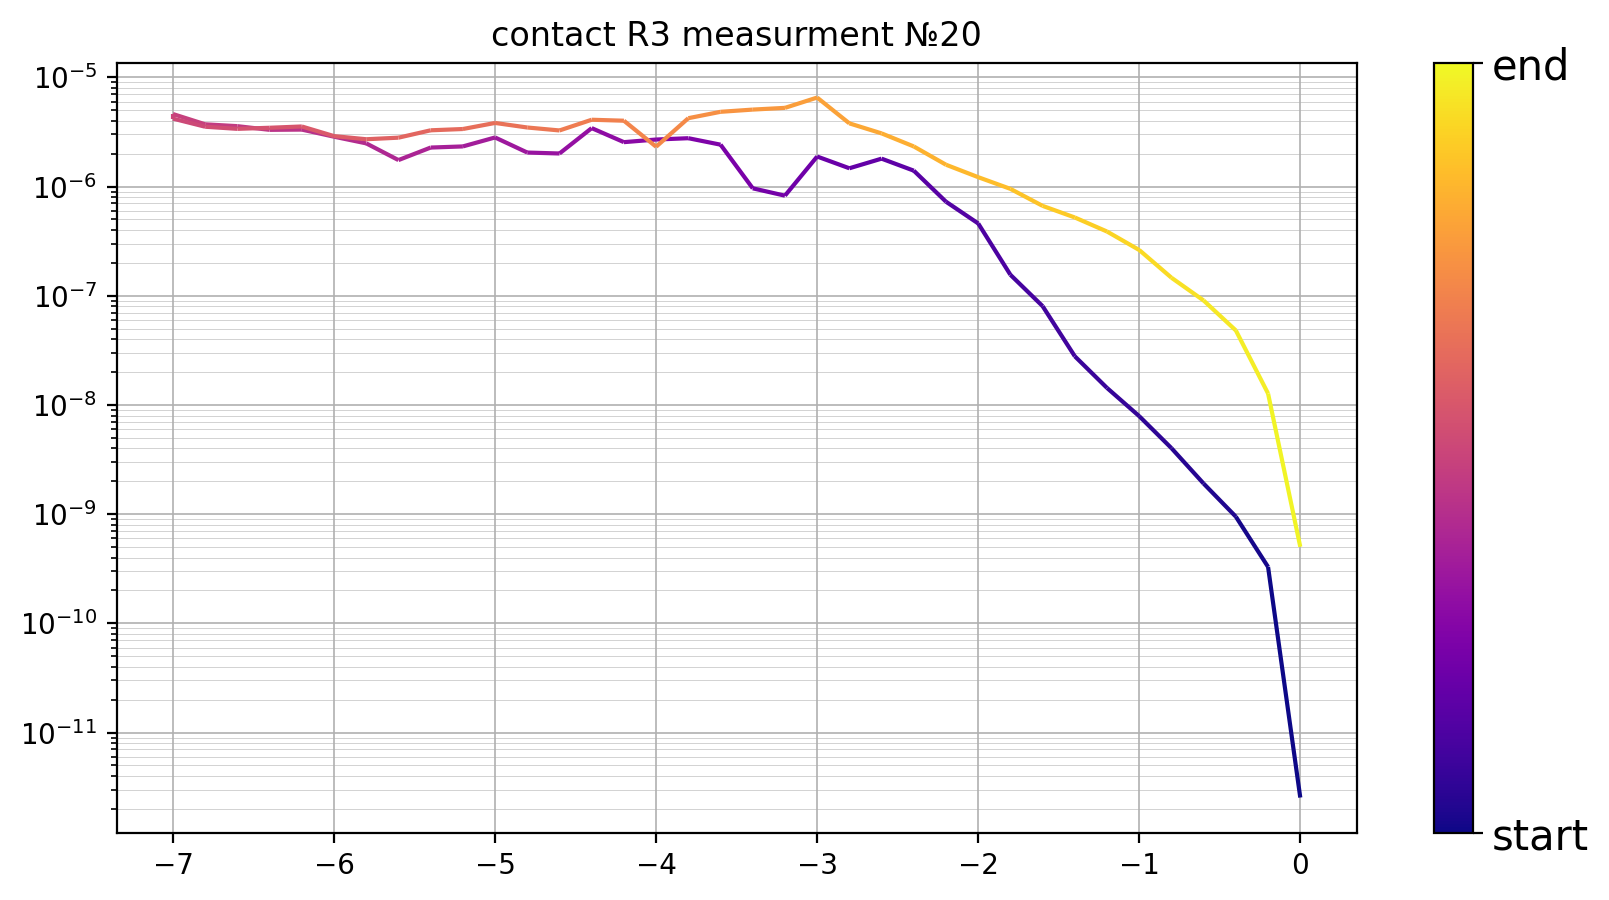 contact R3 measurment №20
10⁻⁵
10⁻⁶
10⁻⁷
10⁻⁸
10⁻⁹
10⁻¹⁰
10⁻¹¹
−7 −6 −5 −4 −3 −2 −1 0
end
start